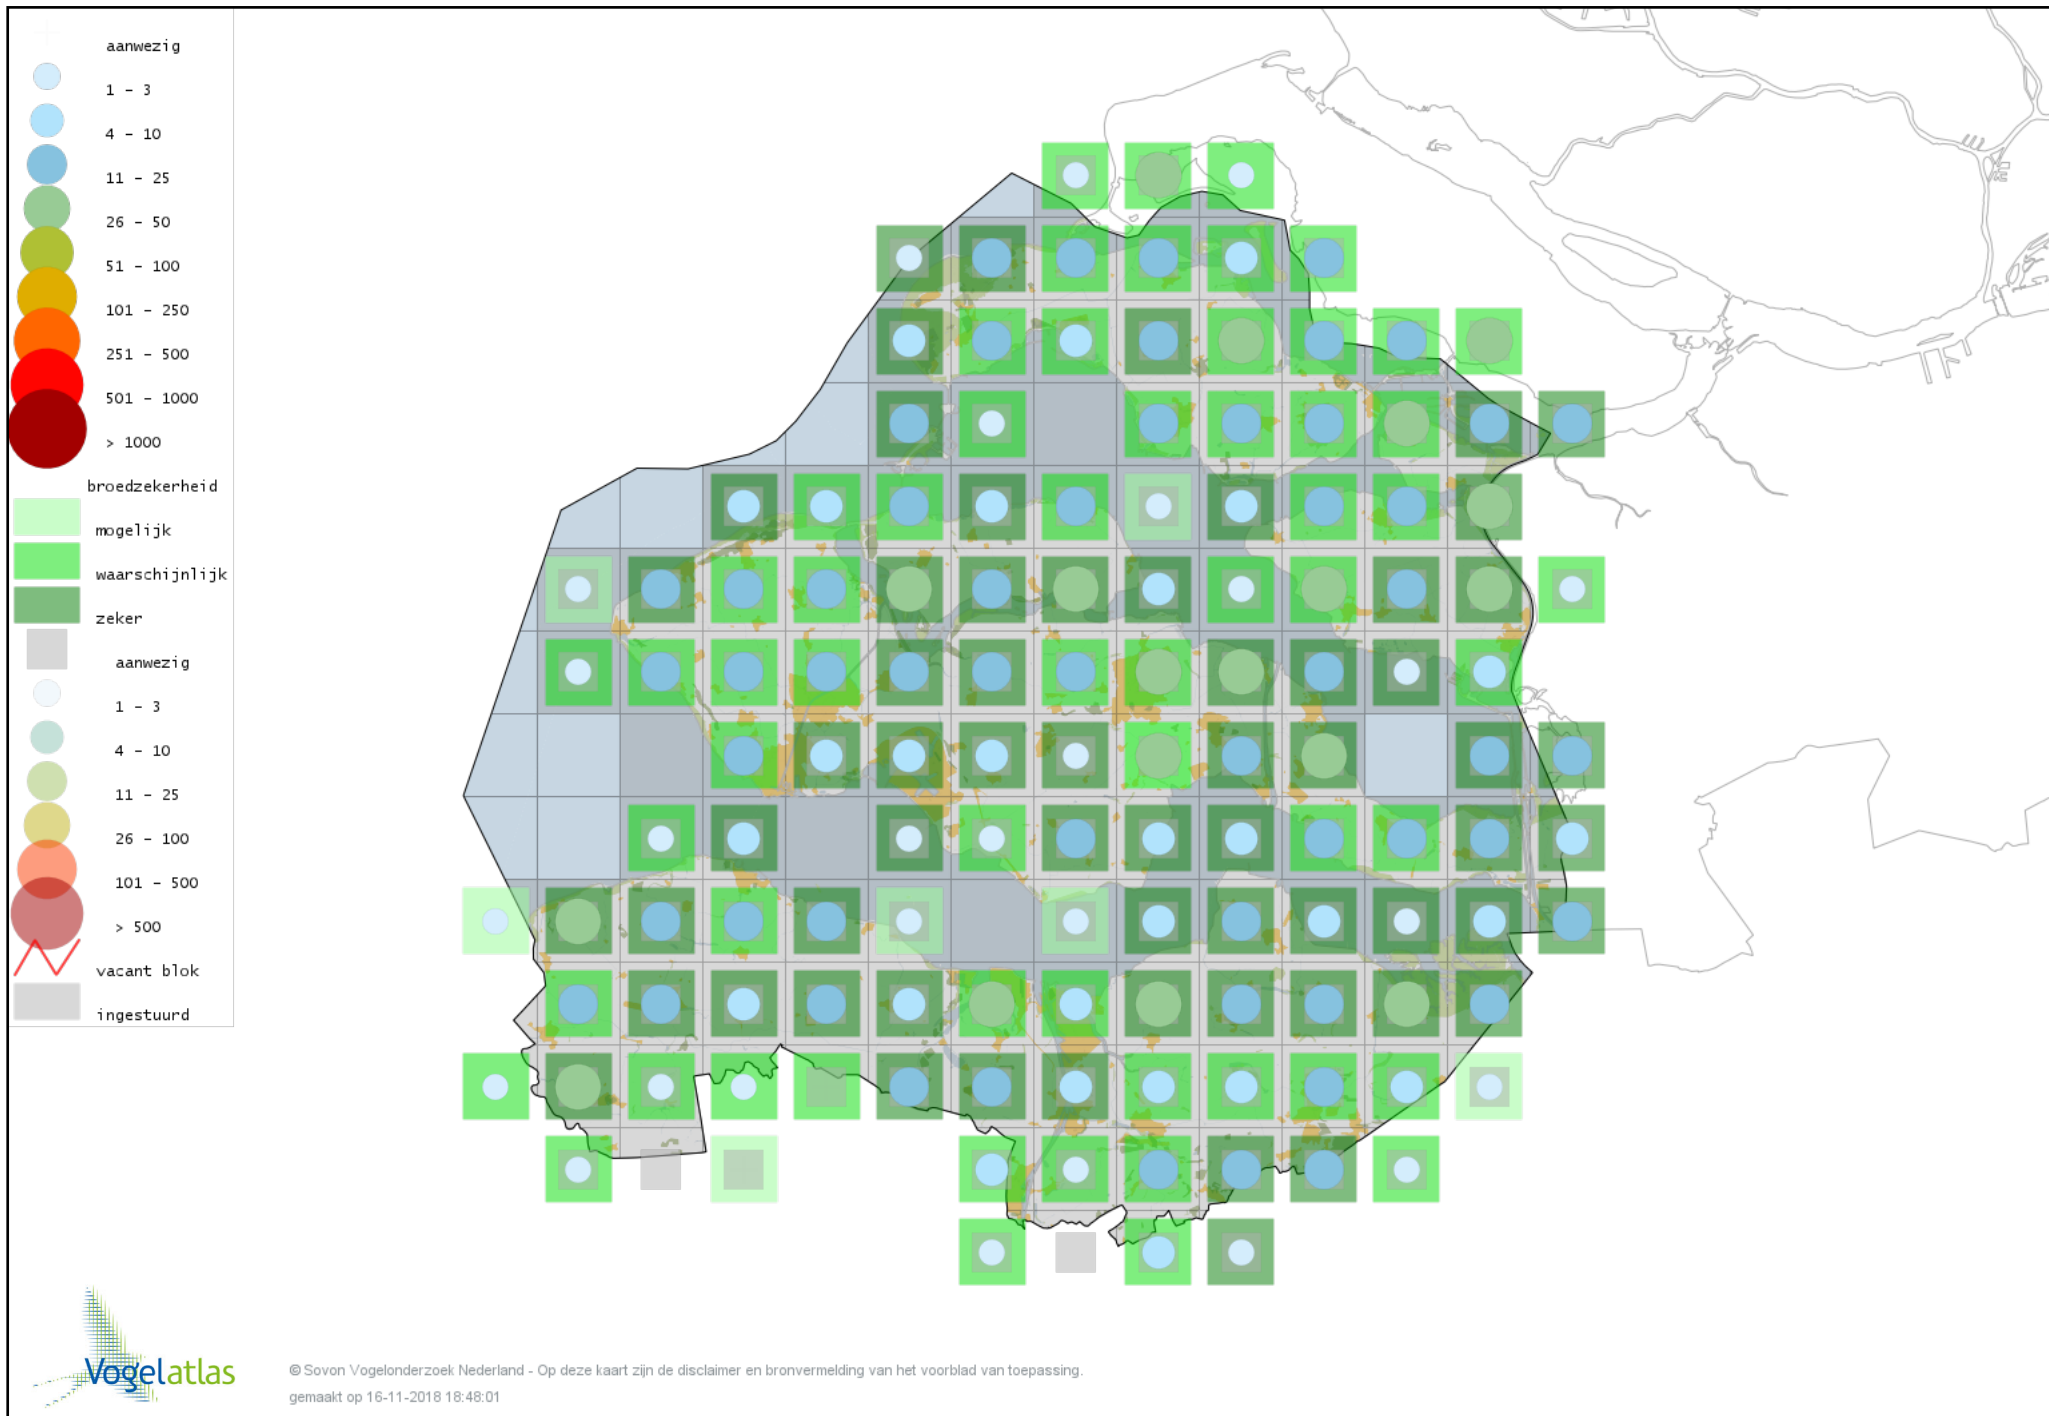 aanwezig
1 - 3
4 - 10
11 - 25
26 - 50
51 - 100
101 - 250
251 - 500
501 - 1000
> 1000
broedzekerheid
mogelijk
waarschijnlijk
zeker
aanwezig
1 - 3
4 - 10
11 - 25
26 - 100
101 - 500
> 500
vacant blok
ingestuurd
Vogelatlas
© Sovon Vogelonderzoek Nederland - Op deze kaart zijn de disclaimer en bronvermelding van het voorblad van toepassing.
gemaakt op 16-11-2018 18:48:01